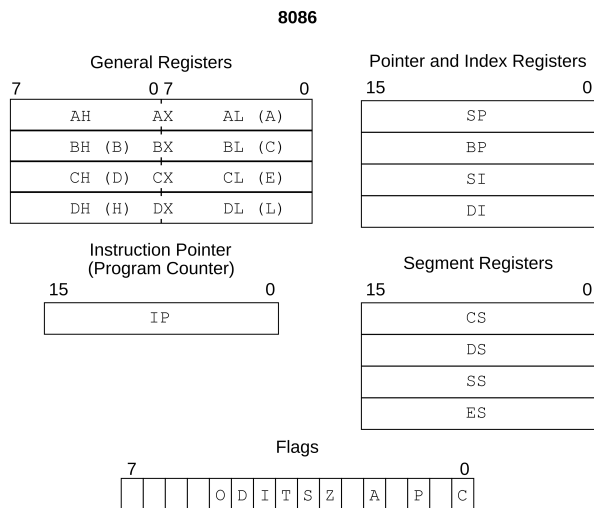 8086
General Registers
7 0 7 0
AH AX AL (A)
BH (B) BX BL (C)
CH (D) CX CL (E)
DH (H) DX DL (L)
Pointer and Index Registers
15 0
SP
BP
SI
DI
Instruction Pointer
(Program Counter)
15 0
IP
Segment Registers
15 0
CS
DS
SS
ES
Flags
7 0
O D I T S Z A P C